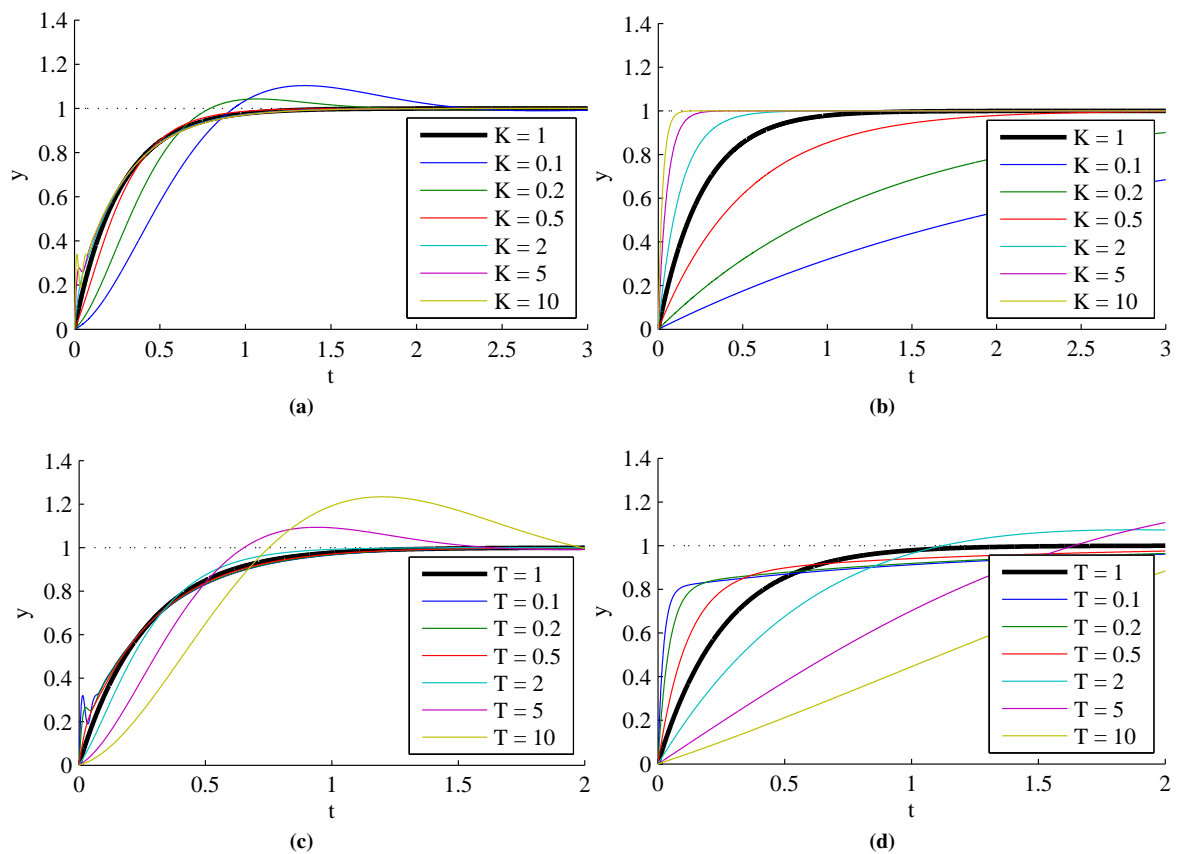 1.4
1.2
1
0.8
0.6
0.4
0.2
0
y
0
0.5
1
1.5
2
2.5
3
t
K = 1
K = 0.1
K = 0.2
K = 0.5
K = 2
K = 5
K = 10
(a)
1.4
1.2
1
0.8
0.6
0.4
0.2
0
y
0
0.5
1
1.5
2
2.5
3
t
K = 1
K = 0.1
K = 0.2
K = 0.5
K = 2
K = 5
K = 10
(b)
1.4
1.2
1
0.8
0.6
0.4
0.2
0
y
0
0.5
1
1.5
2
t
T = 1
T = 0.1
T = 0.2
T = 0.5
T = 2
T = 5
T = 10
(c)
1.4
1.2
1
0.8
0.6
0.4
0.2
0
y
0
0.5
1
1.5
2
t
T = 1
T = 0.1
T = 0.2
T = 0.5
T = 2
T = 5
T = 10
(d)